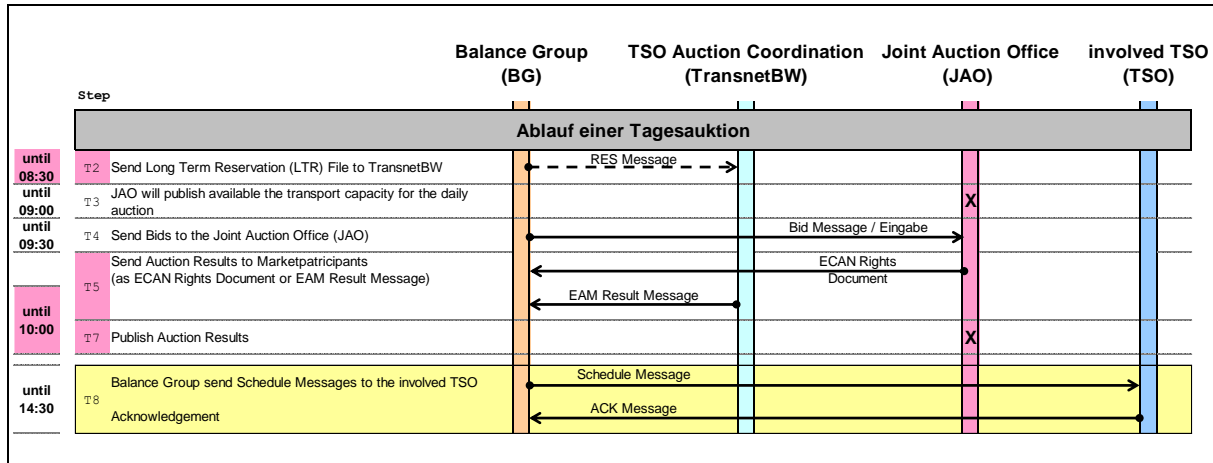 Balance Group
(BG)
TSO Auction Coordination
(TransnetBW)
Joint Auction Office
(JAO)
involved TSO
(TSO)
Step
Ablauf einer Tagesauktion
until
08:30
T2
Send Long Term Reservation (LTR) File to TransnetBW
RES Message
until
09:00
T3
JAO will publish available the transport capacity for the daily
auction
X
until
09:30
T4
Send Bids to the Joint Auction Office (JAO)
Bid Message / Eingabe
T5
Send Auction Results to Marketpatricipants
(as ECAN Rights Document or EAM Result Message)
ECAN Rights
Document
EAM Result Message
until
10:00
T7
Publish Auction Results
X
until
14:30
T8
Balance Group send Schedule Messages to the involved TSO
Schedule Message
Acknowledgement
ACK Message